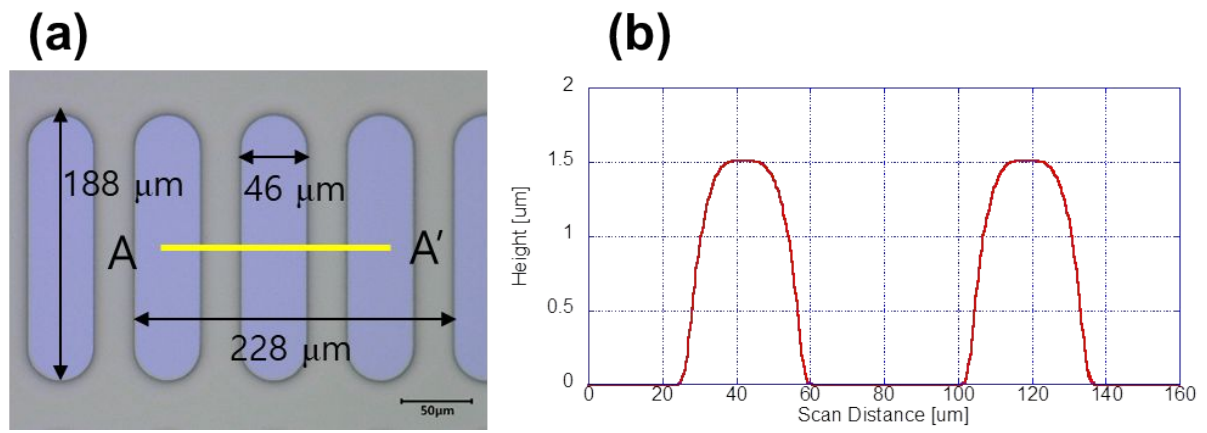 (a)
188 μm
46 μm
A
A′
228 μm
50μm
(b)
2
1.5
1
0.5
0
Height [um]
0 20 40 60 80 100 120 140 160
Scan Distance [um]